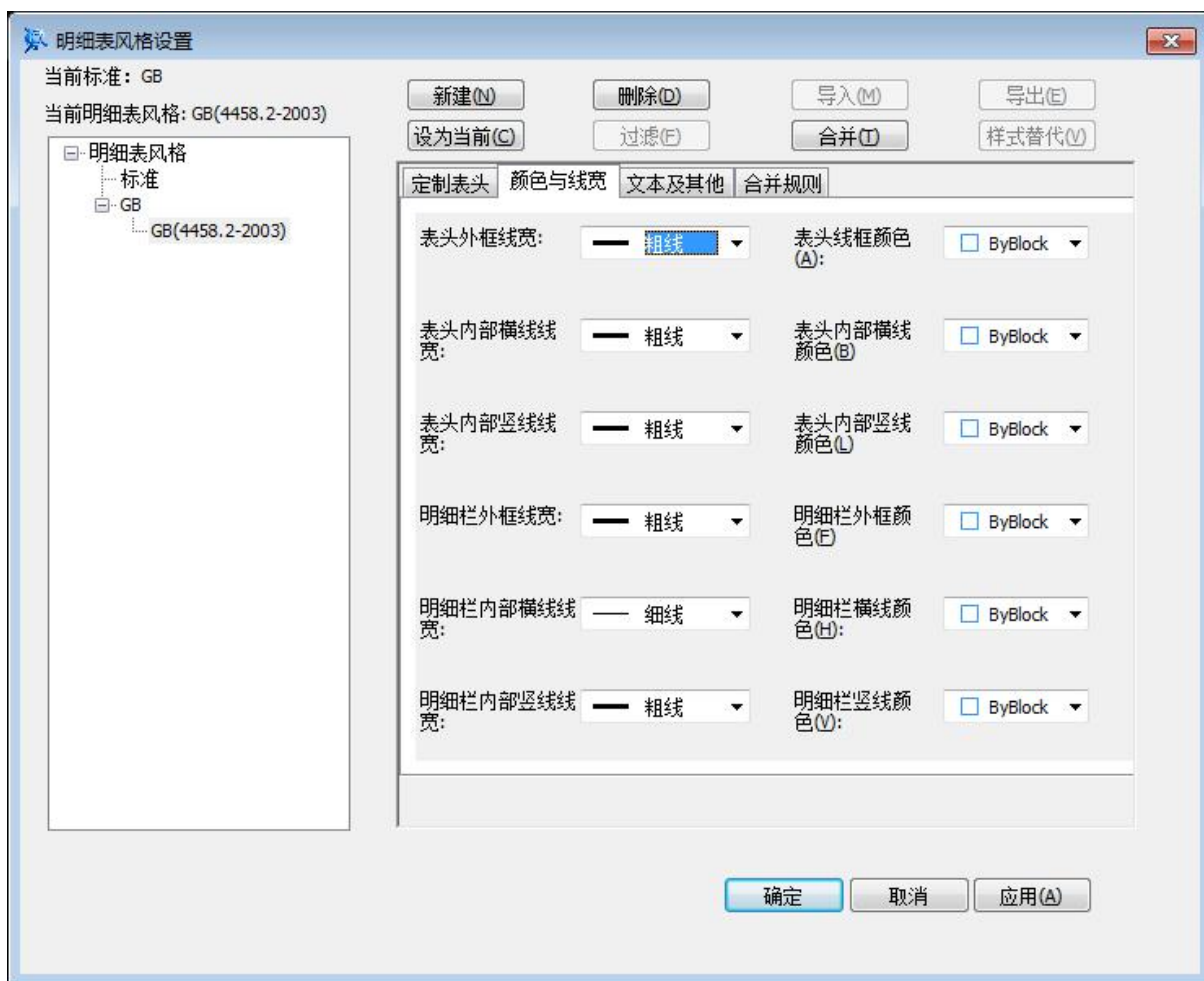 明细表风格设置
当前标准: GB
当前明细表风格: GB(4458.2-2003)
明细表风格
标准
GB
GB(4458.2-2003)
新建(N) 删除(D) 导入(M) 导出(E)
设为当前(C) 过滤(F) 合并(T) 样式替代(V)
定制表头 颜色与线宽 文本及其他 合并规则
表头外框线宽: 粗线 表头线框颜色
(A): ByBlock
表头内部横线线
宽: 粗线 表头内部横线
颜色(B) ByBlock
表头内部竖线线
宽: 粗线 表头内部竖线
颜色(L) ByBlock
明细栏外框线宽: 粗线 明细栏外框颜
色(F) ByBlock
明细栏内部横线线
宽: 细线 明细栏横线颜
色(H): ByBlock
明细栏内部竖线线
宽: 粗线 明细栏竖线颜
色(V): ByBlock
确定 取消 应用(A)